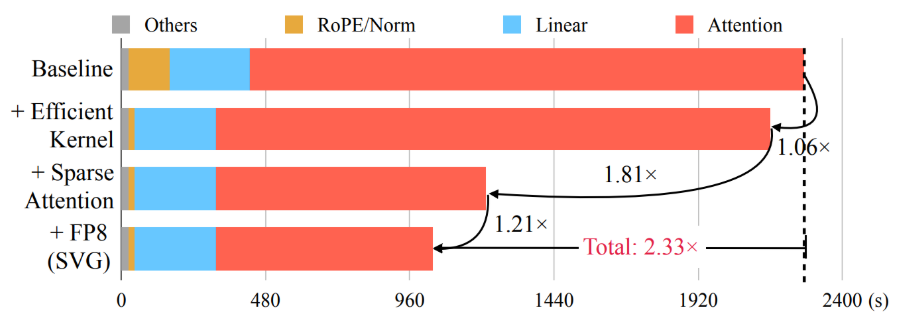 Others RoPE/Norm Linear Attention
Baseline
+ Efficient
Kernel
1.06×
+ Sparse
Attention
1.81×
+ FP8
(SVG)
1.21×
Total: 2.33×
0 480 960 1440 1920 2400 (s)